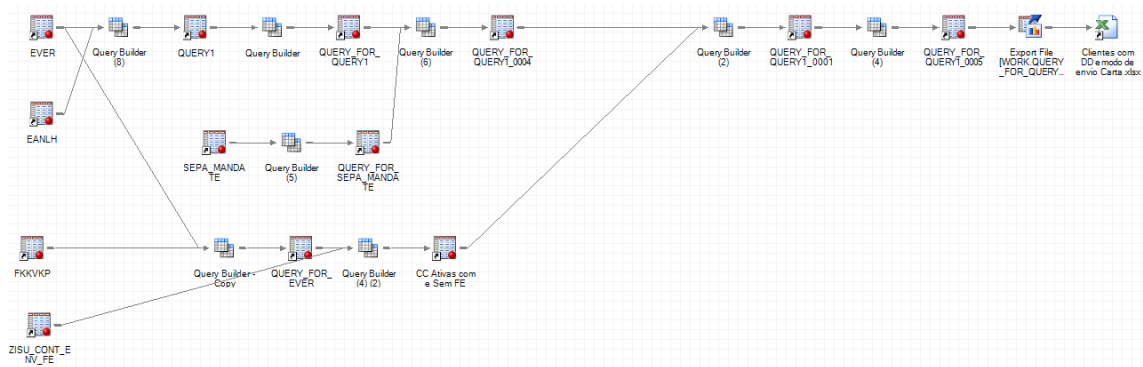 EVER
Query Builder
(8)
QUERY1
Query Builder
QUERY_FOR_
QUERY1
Query Builder
(6)
QUERY_FOR_
QUERY1_0004
Query Builder
(2)
QUERY_FOR_
QUERY1_0001
Query Builder
(4)
QUERY_FOR_
QUERY1_0005
Export File
[WORK.QUERY
_FOR_QUERY...
Clientes com
DD e modo de
envio Carta.xlsx
EANLH
SEPA_MANDA
TE
Query Builder
(5)
QUERY_FOR_
SEPA_MANDA
TE
FKKVKP
Query Builder -
Copy
QUERY_FOR_
EVER
Query Builder
(4) (2)
CC Ativas com
e Sem FE
ZISU_CONT_E
NV_FE